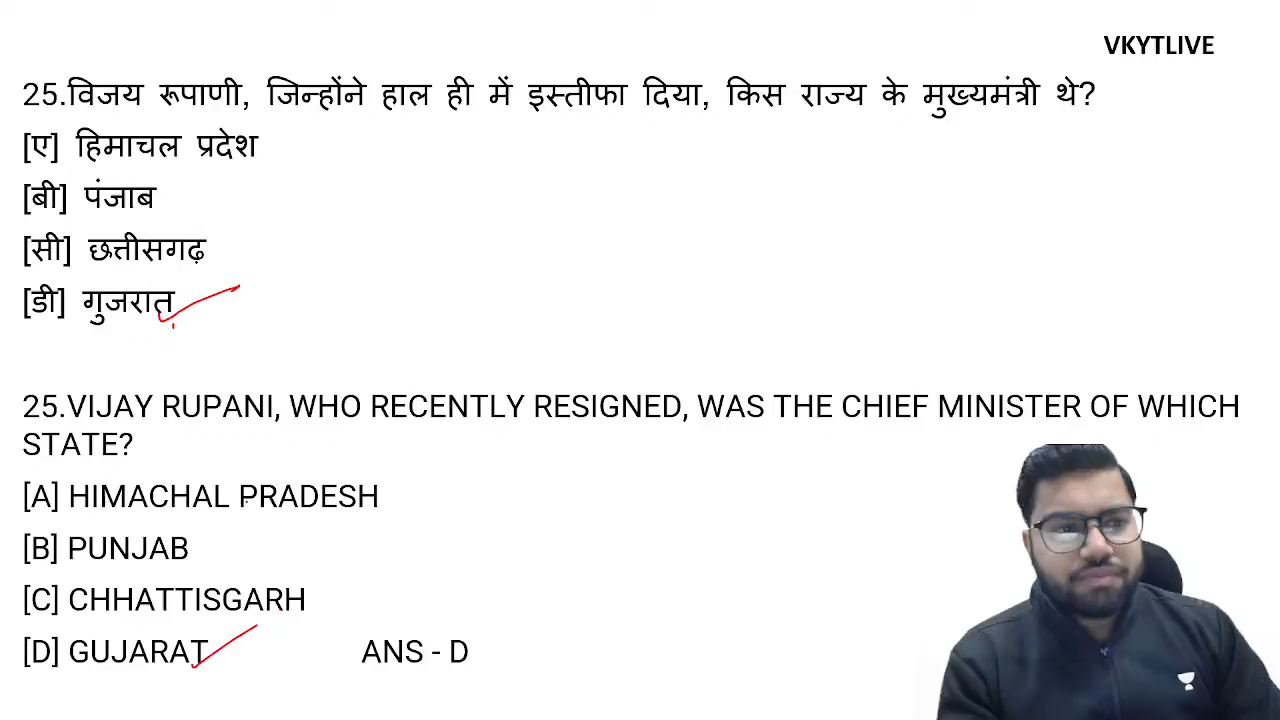 VKYTLIVE
25.विजय रूपाणी, जिन्होंने हाल ही में इस्तीफा दिया, किस राज्य के मुख्यमंत्री थे?
[ए] हिमाचल प्रदेश
[बी] पंजाब
[सी] छत्तीसगढ़
[डी] गुजरात
25.VIJAY RUPANI, WHO RECENTLY RESIGNED, WAS THE CHIEF MINISTER OF WHICH
STATE?
[A] HIMACHAL PRADESH
[B] PUNJAB
[C] CHHATTISGARH
[D] GUJARAT ANS - D